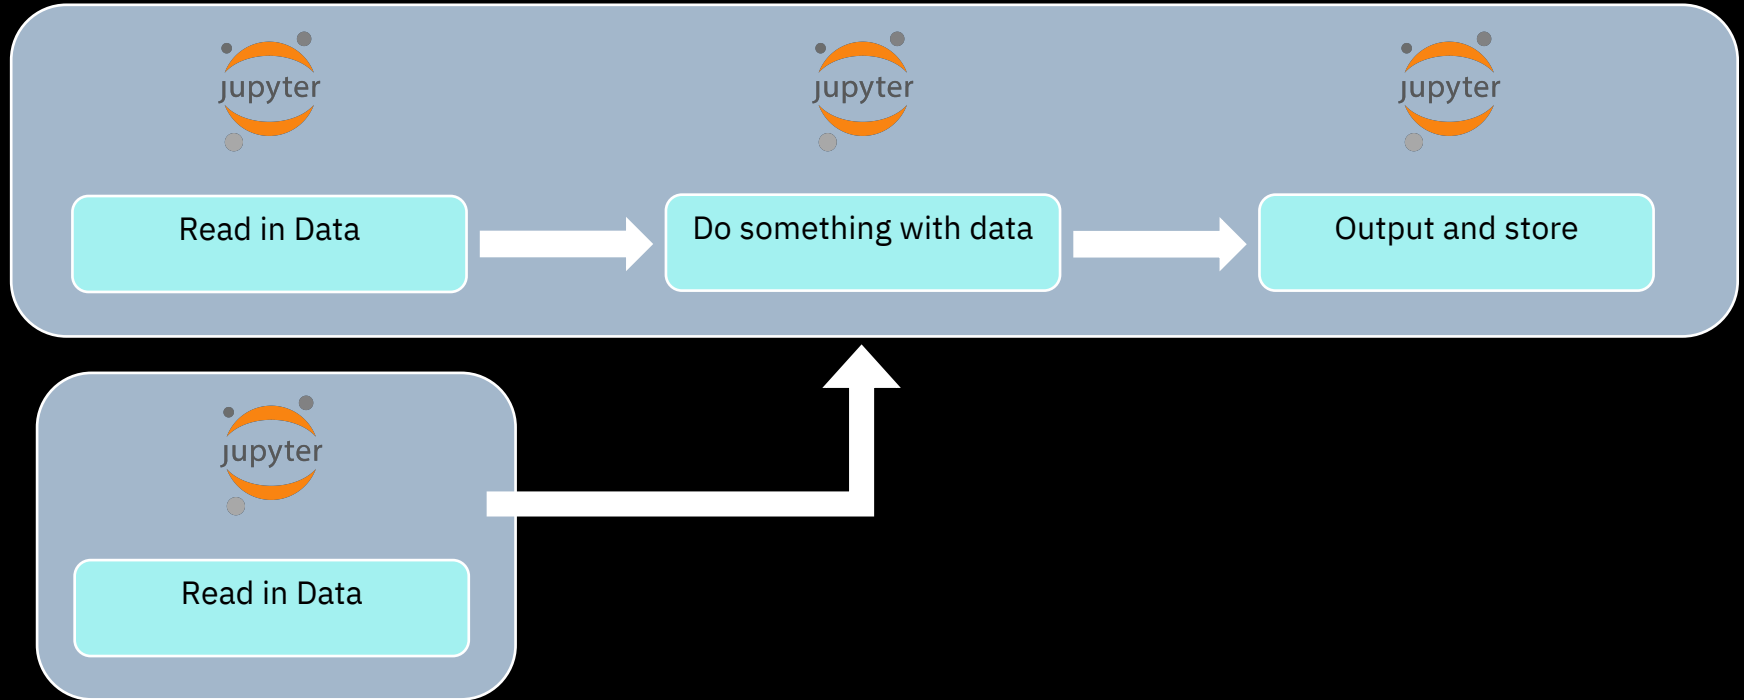 jupyter
jupyter
jupyter
Read in Data
Do something with data
Output and store
jupyter
Read in Data